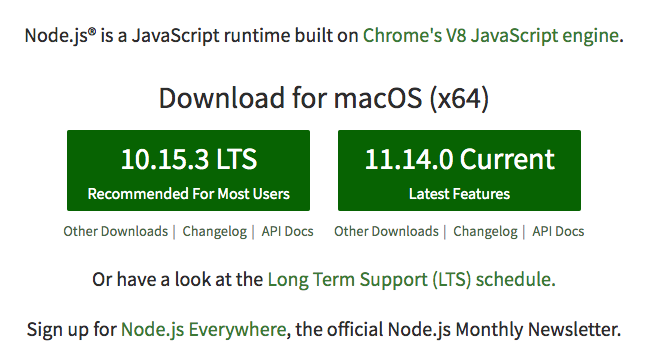 Node.js® is a JavaScript runtime built on Chrome's V8 JavaScript engine.
Download for macOS (x64)
10.15.3 LTS
Recommended For Most Users
11.14.0 Current
Latest Features
Other Downloads | Changelog | API Docs
Other Downloads | Changelog | API Docs
Or have a look at the Long Term Support (LTS) schedule.
Sign up for Node.js Everywhere, the official Node.js Monthly Newsletter.